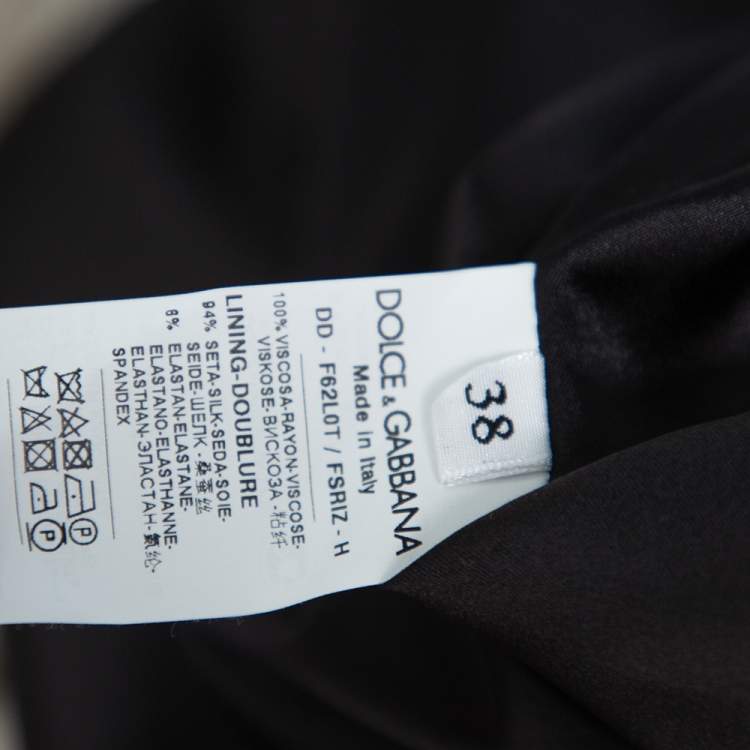 DOLCE & GABBANA
Made in Italy
DD - F62L0T / FSRIZ - H
100% VISCOSA-RAYON-VISCOSE-
VISKOSE-ВИСКОЗА -粘纤
LINING-DOUBLURE
94% SETA-SILK-SEDA-SOIE-
SEIDE-ШЕЛК - 桑蚕丝
6% ELASTAN-ELASTANE-
ELASTANO-ELASTHANNE-
ELASTHAN-ЭЛАСТАН-氨纶-
SPANDEX
P
P
38